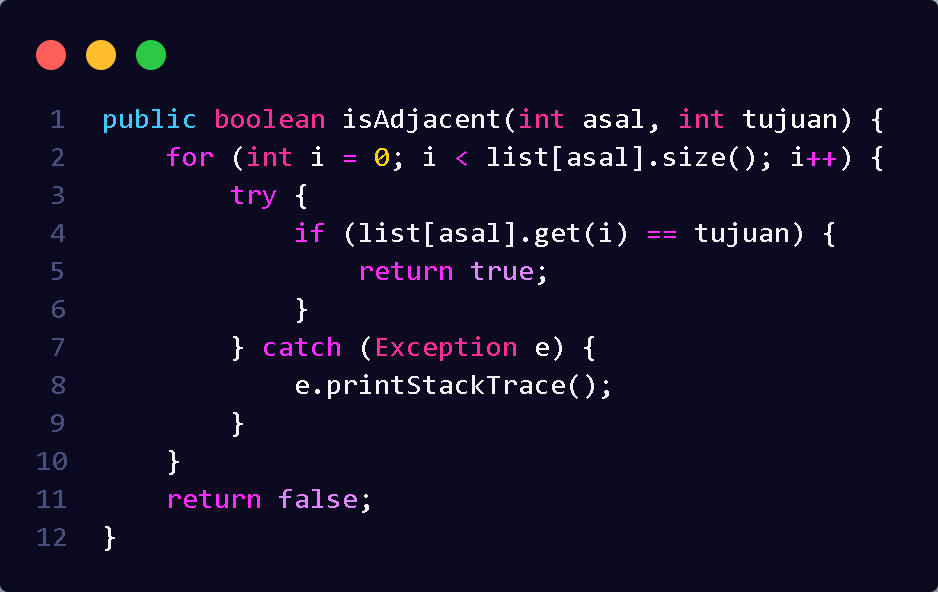 1 public boolean isAdjacent(int asal, int tujuan) {
2     for (int i = 0; i < list[asal].size(); i++) {
3         try {
4             if (list[asal].get(i) == tujuan) {
5                 return true;
6             }
7         } catch (Exception e) {
8             e.printStackTrace();
9         }
10     }
11     return false;
12 }